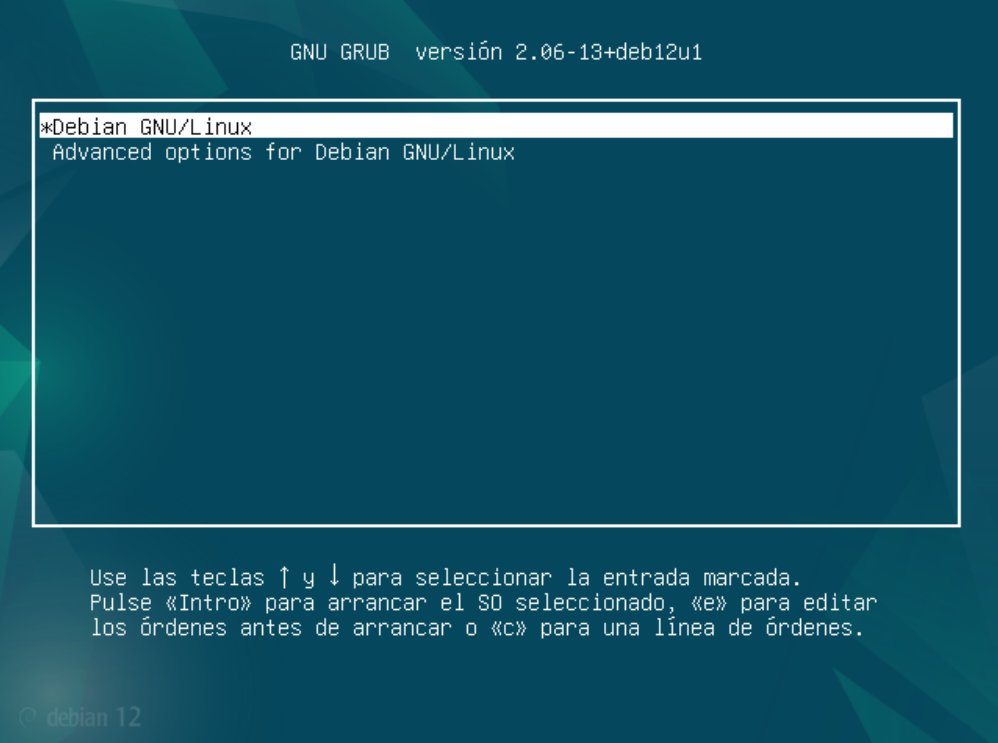 GNU GRUB versión 2.06-13+deb12u1
*Debian GNU/Linux
Advanced options for Debian GNU/Linux
Use las teclas ↑ y ↓ para seleccionar la entrada marcada.
Pulse «Intro» para arrancar el SO seleccionado, «e» para editar
los órdenes antes de arrancar o «c» para una línea de órdenes.
debian 12